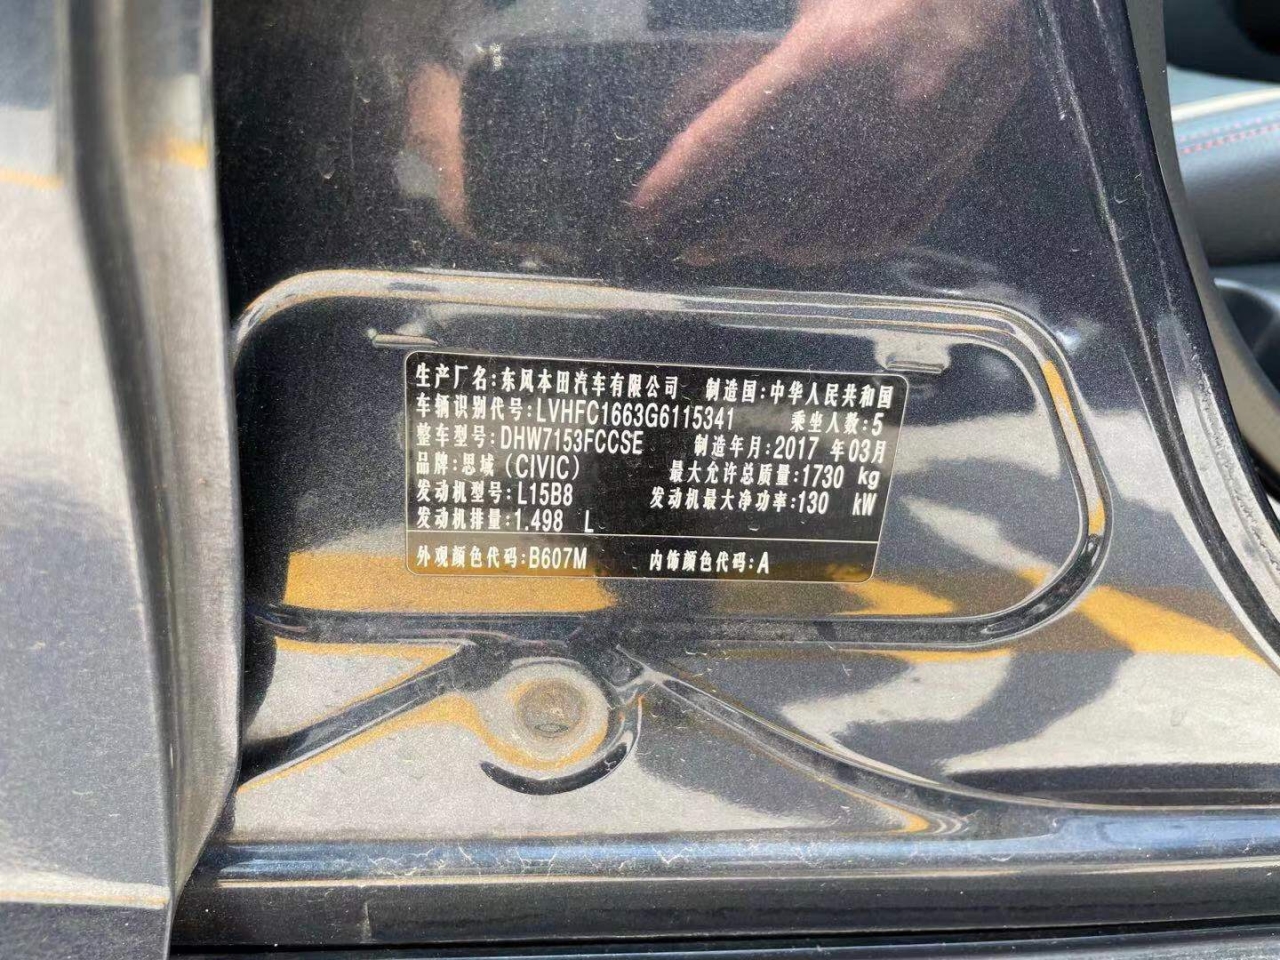 生产厂名:东风本田汽车有限公司 制造国:中华人民共和国
车辆识别代号:LVHFC1663G6115341 乘坐人数:5
整车型号:DHW7153FCCSE 制造年月:2017 年03月
品牌:思域(CIVIC) 最大允许总质量:1730 kg
发动机型号:L15B8 发动机最大净功率:130 kW
发动机排量:1.498 L
外观颜色代码:B607M 内饰颜色代码:A